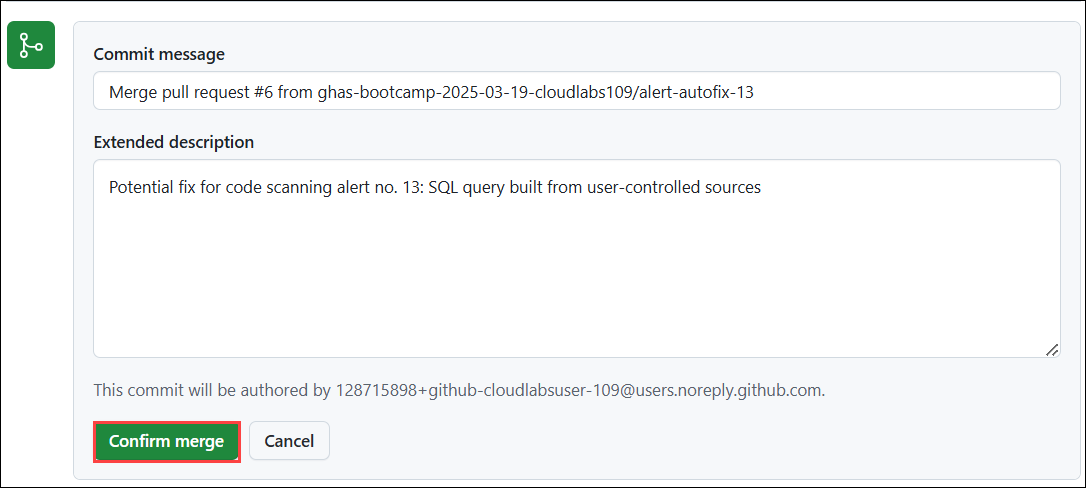 Commit message
Merge pull request #6 from ghas-bootcamp-2025-03-19-cloudlabs109/alert-autofix-13
Extended description
Potential fix for code scanning alert no. 13: SQL query built from user-controlled sources
This commit will be authored by 128715898+github-cloudlabsuser-109@users.noreply.github.com.
Confirm merge
Cancel